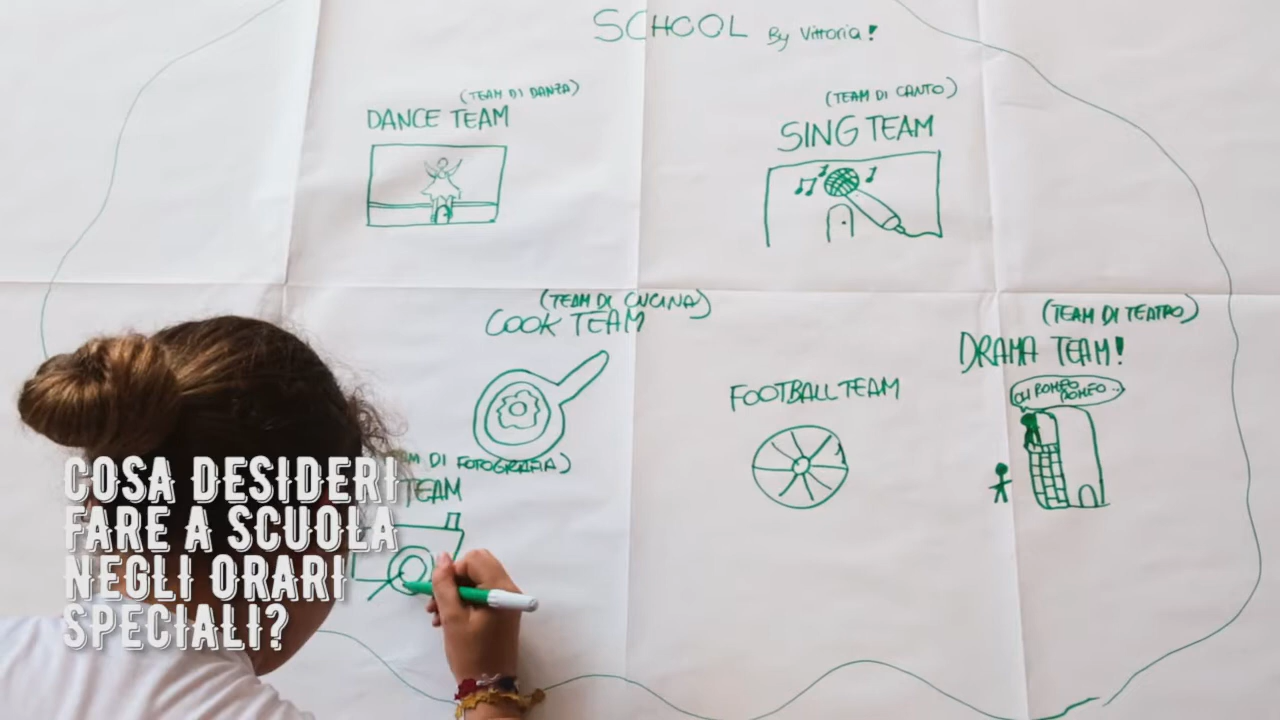 SCHOOL By Vittoria!
(TEAM DI DANZA)
DANCE TEAM
(TEAM DI CANTO)
SING TEAM
(TEAM DI CUCINA)
COOK TEAM
(TEAM DI TEATRO)
DRAMA TEAM!
OH ROMEO
ROMEO...
FOOTBALL TEAM
DI FOTOGRAFIA)
TEAM
COSA DESIDERI
FARE A SCUOLA
NEGLI ORARI
SPECIALI?